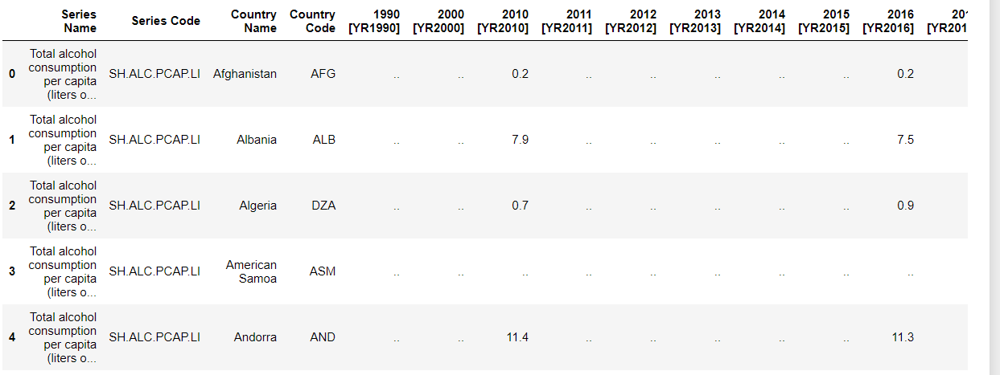 Series Name Series Code Country Name Country Code 1990 [YR1990] 2000 [YR2000] 2010 [YR2010] 2011 [YR2011] 2012 [YR2012] 2013 [YR2013] 2014 [YR2014] 2015 [YR2015] 2016 [YR2016] 201 [YR201
0 Total alcohol consumption per capita (liters o... SH.ALC.PCAP.LI Afghanistan AFG .. .. 0.2 .. .. .. .. .. 0.2
1 Total alcohol consumption per capita (liters o... SH.ALC.PCAP.LI Albania ALB .. .. 7.9 .. .. .. .. .. 7.5
2 Total alcohol consumption per capita (liters o... SH.ALC.PCAP.LI Algeria DZA .. .. 0.7 .. .. .. .. .. 0.9
3 Total alcohol consumption per capita (liters o... SH.ALC.PCAP.LI American Samoa ASM .. .. .. .. .. .. .. .. ..
4 Total alcohol consumption per capita (liters o... SH.ALC.PCAP.LI Andorra AND .. .. 11.4 .. .. .. .. .. 11.3